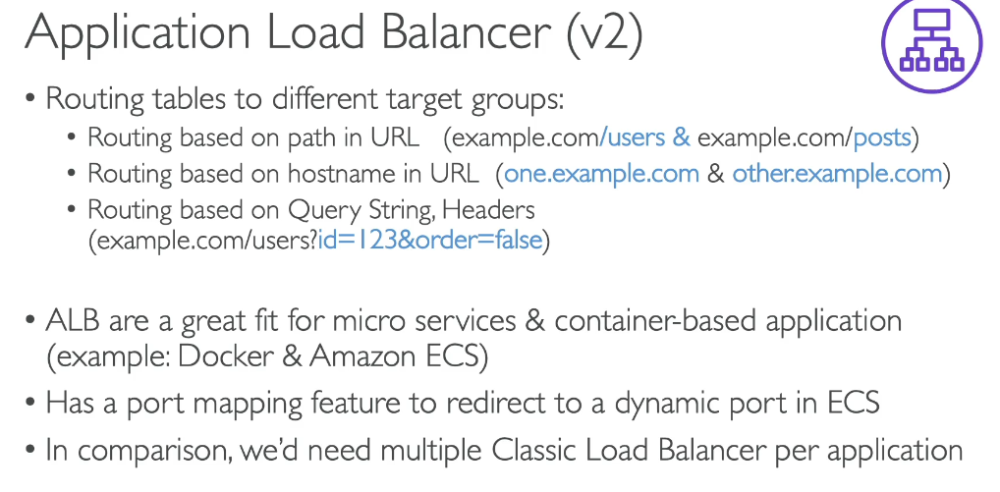 Application Load Balancer (v2)
• Routing tables to different target groups:
• Routing based on path in URL (example.com/users & example.com/posts)
• Routing based on hostname in URL (one.example.com & other.example.com)
• Routing based on Query String, Headers
(example.com/users?id=123&order=false)
• ALB are a great fit for micro services & container-based application
(example: Docker & Amazon ECS)
• Has a port mapping feature to redirect to a dynamic port in ECS
• In comparison, we’d need multiple Classic Load Balancer per application